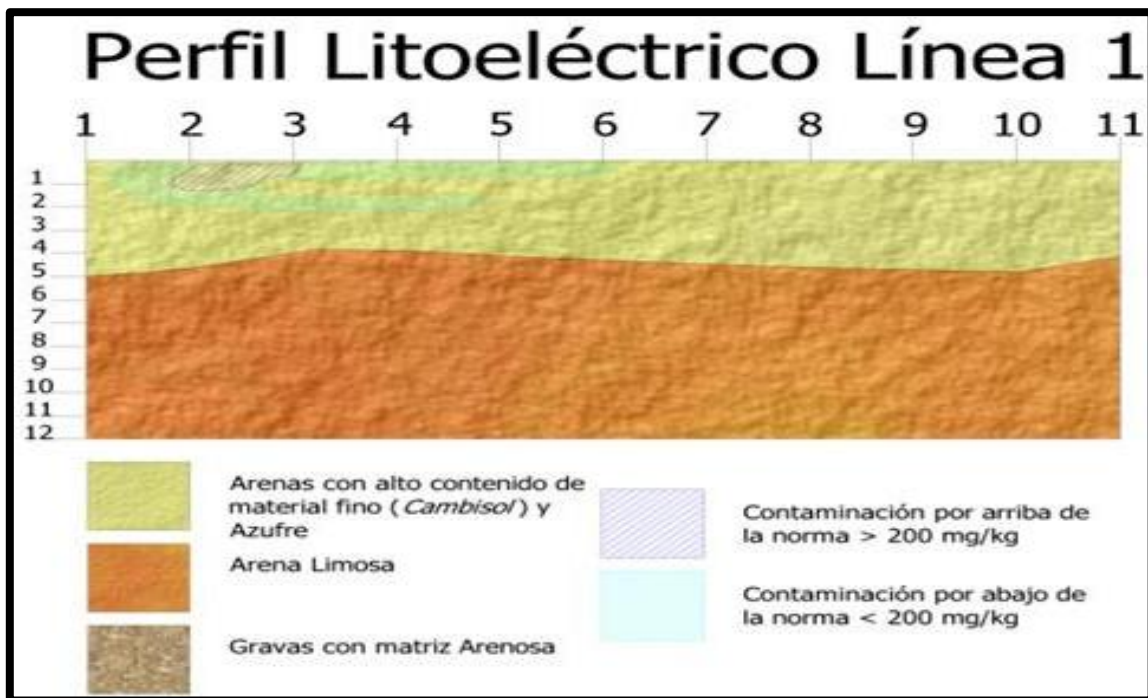 Perfil Litoeléctrico Línea 1
1 2 3 4 5 6 7 8 9 10 11
1
2
3
4
5
6
7
8
9
10
11
12
Arenas con alto contenido de
material fino (Cambisol) y
Azufre
Arena Limosa
Gravas con matriz Arenosa
Contaminación por arriba de
la norma > 200 mg/kg
Contaminación por abajo de
la norma < 200 mg/kg